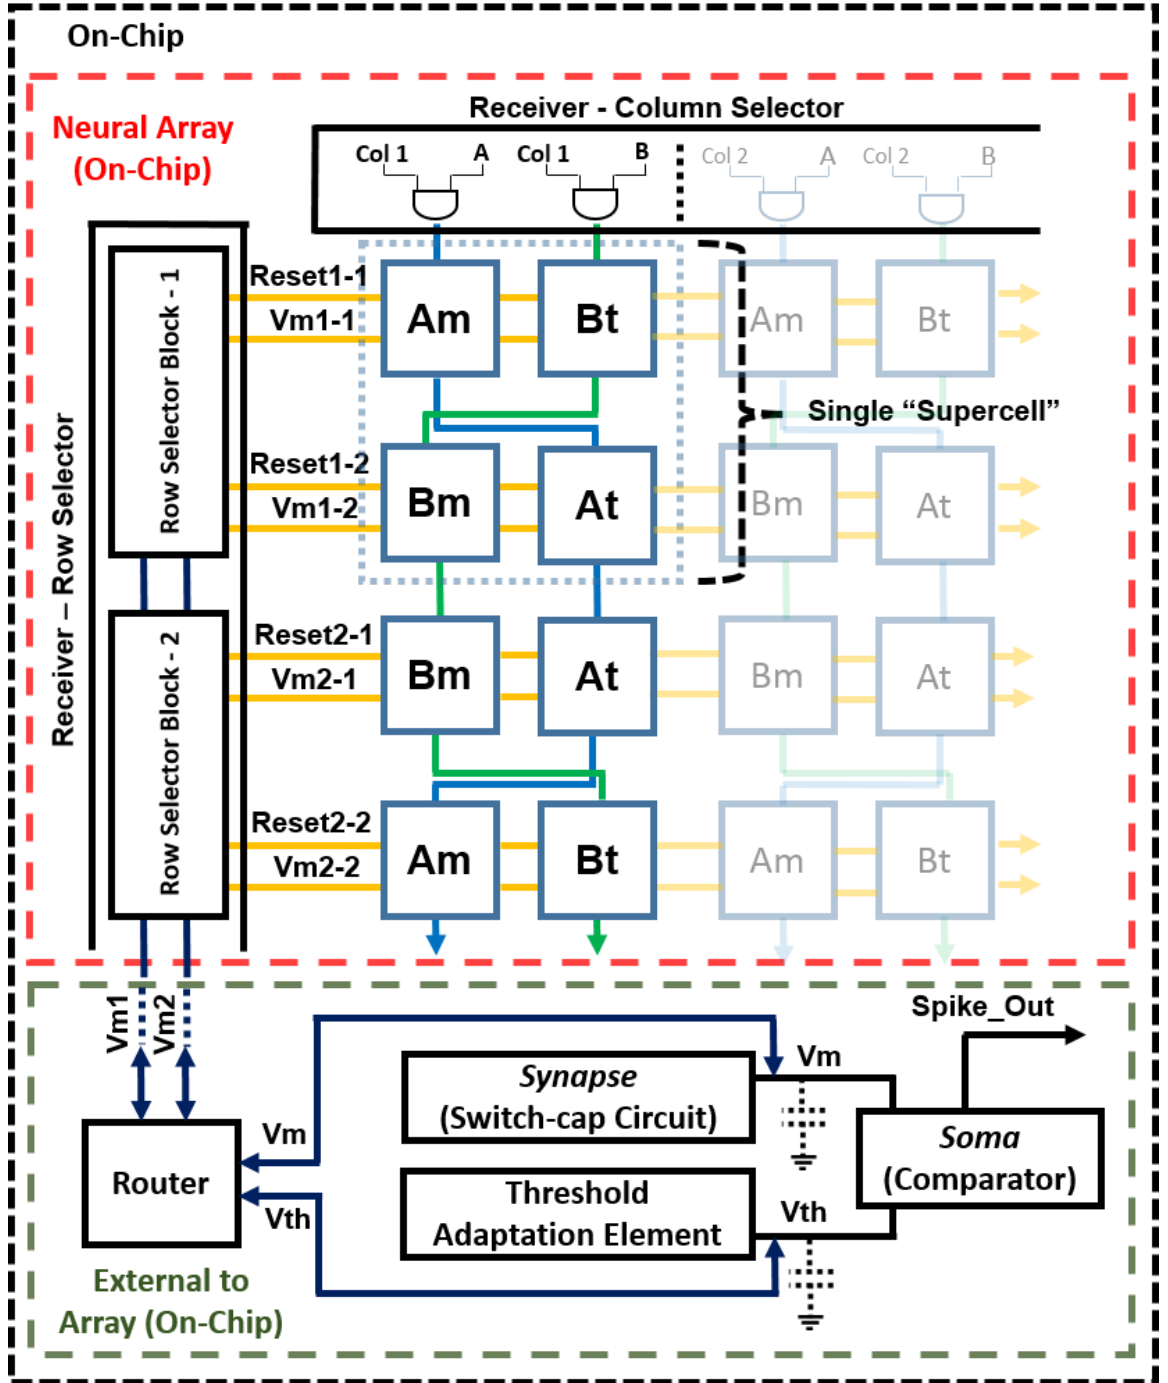 On-Chip
Neural Array
(On-Chip)
Receiver - Column Selector
Col 1 A Col 1 B Col 2 A Col 2 B
Receiver – Row Selector
Row Selector Block - 1
Reset1-1
Vm1-1
Am Bt Am Bt
Single “Supercell”
Reset1-2
Vm1-2
Bm At Bm At
Row Selector Block - 2
Reset2-1
Vm2-1
Bm At Bm At
Reset2-2
Vm2-2
Am Bt Am Bt
Vm1
Vm2
Spike_Out
Synapse
(Switch-cap Circuit)
Vm
Soma
(Comparator)
Vm
Router
Vth
Threshold
Adaptation Element
Vth
External to
Array (On-Chip)